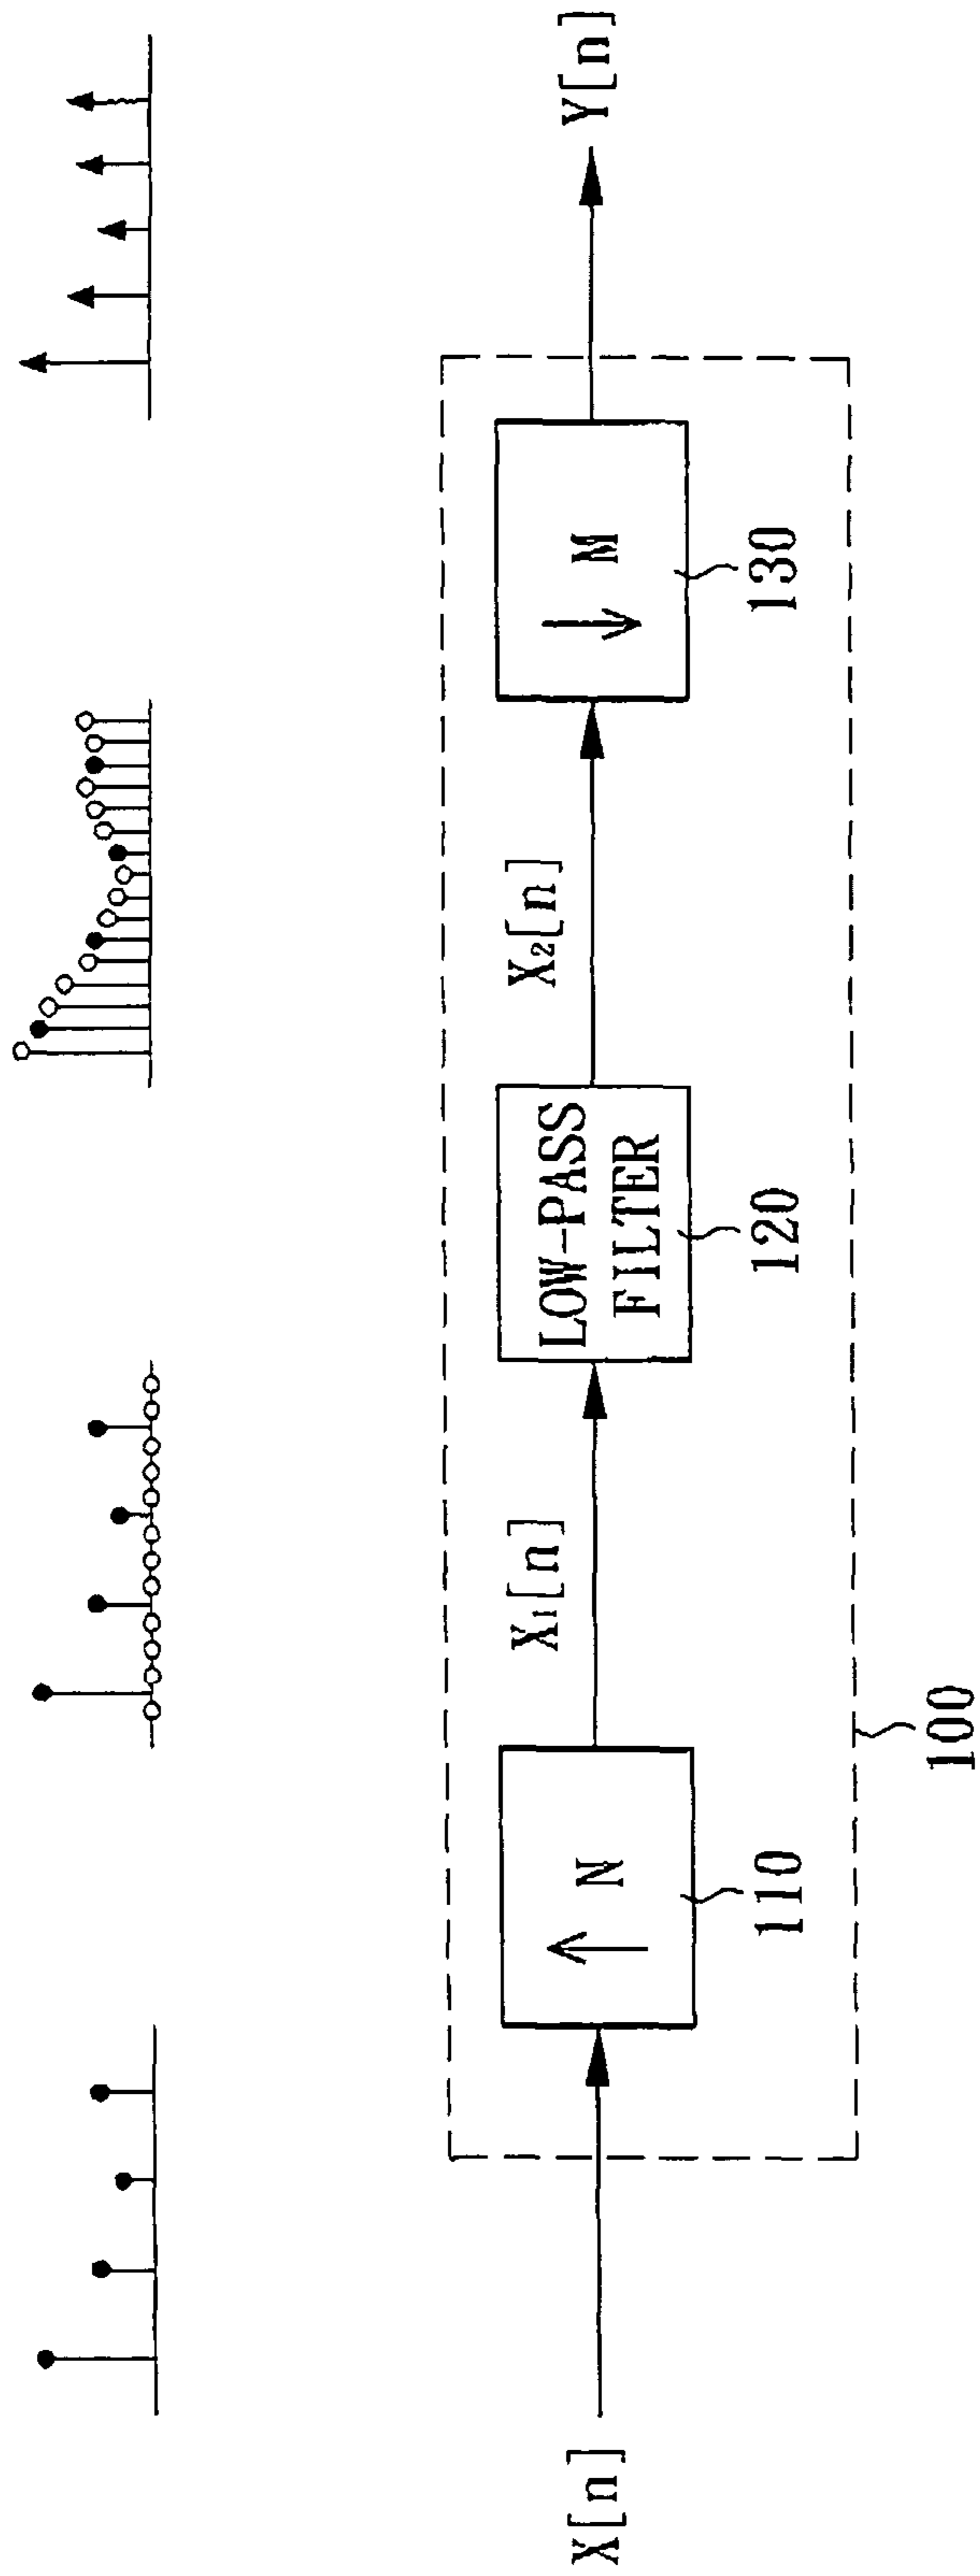 X[n]
N
110
X₁[n]
LOW-PASS
FILTER
120
X₂[n]
M
130
Y[n]
100